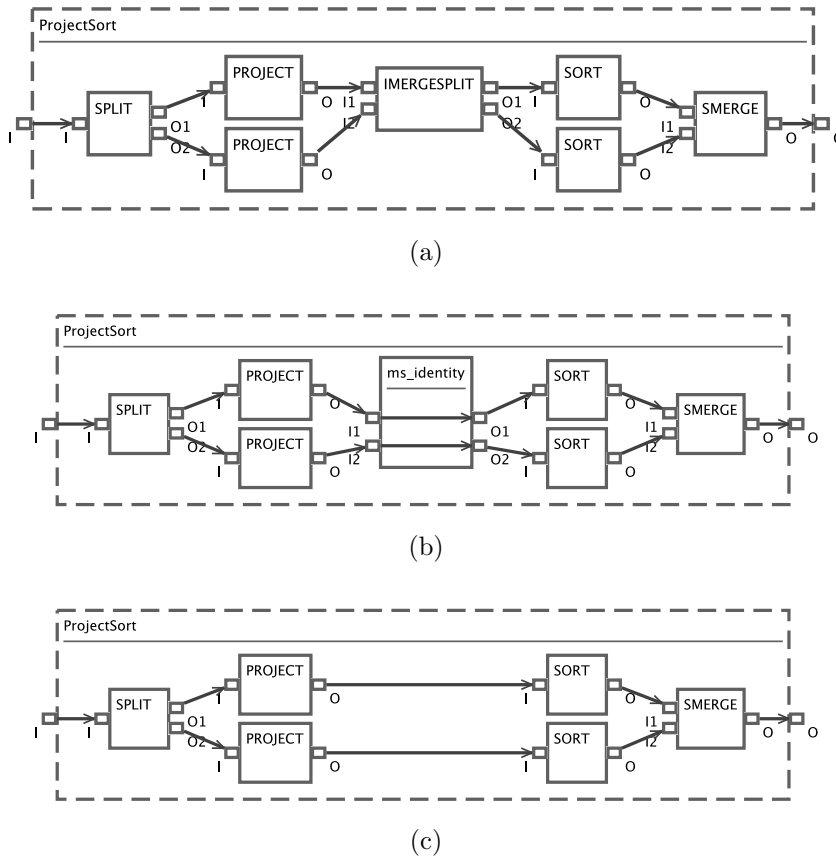 ProjectSort
PROJECT
IMERGESPLIT
SORT
SPLIT
SMERGE
I
O
I1
O1
I
O
O1
I2
O2
I1
I
I
O2
I2
O
O
PROJECT
SORT
I
O
I
O
(a)
ProjectSort
PROJECT
ms_identity
SORT
SPLIT
SMERGE
I
O
I
O
I
I
O1
I1
O1
I1
O
O
O2
PROJECT
I2
O2
SORT
I2
I
O
I
O
(b)
ProjectSort
PROJECT
SORT
SPLIT
SMERGE
I
O
I
O
I
I
O1
I1
O
O
O2
PROJECT
SORT
I2
I
O
I
O
(c)